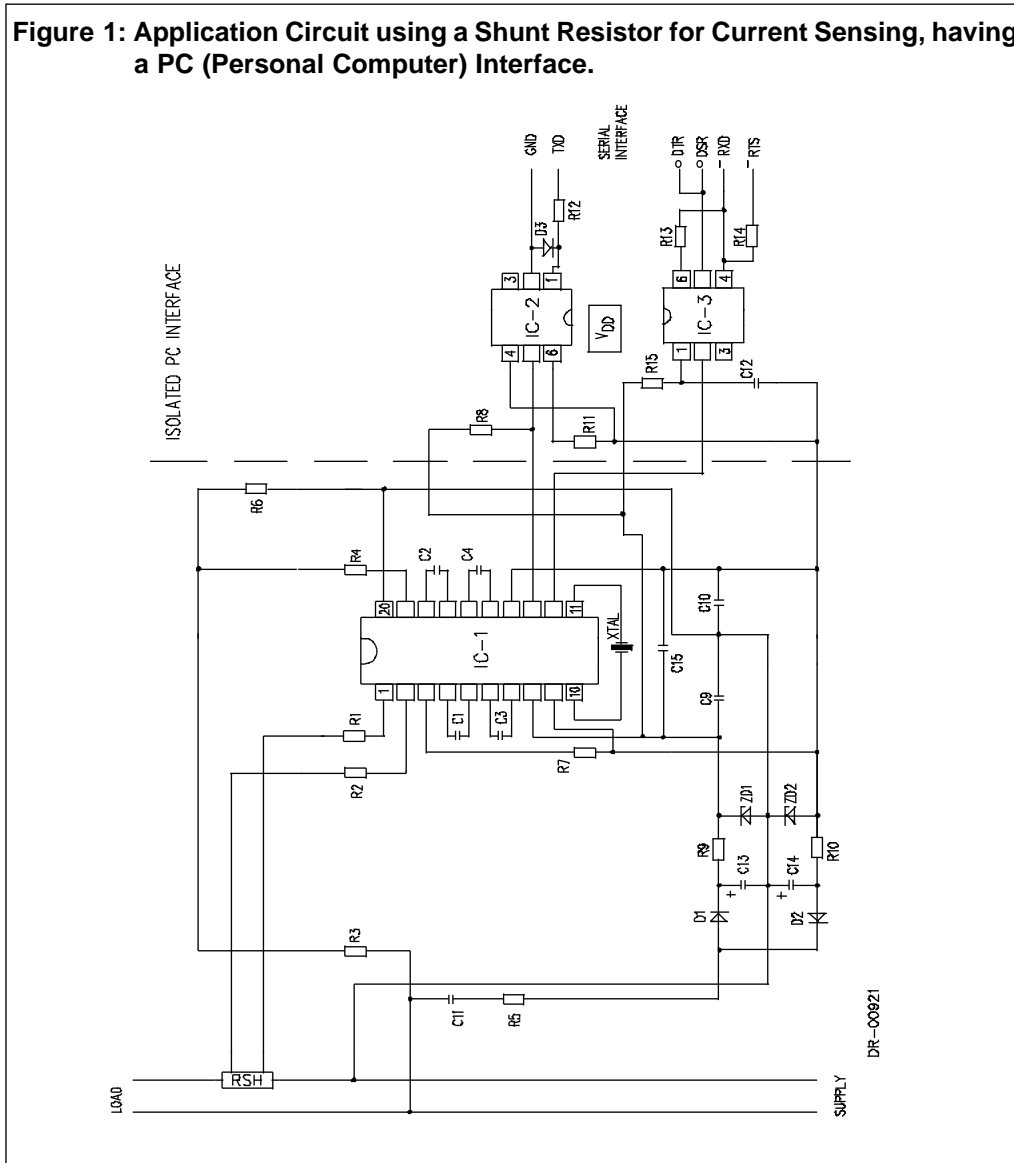 Figure 1: Application Circuit using a Shunt Resistor for Current Sensing, having
a PC (Personal Computer) Interface.
ISOLATED PC INTERFACE
GND
TXD
SERIAL
INTERFACE
DTR
DSR
RXD
RTS
R12
D3
R13
R14
3
1
IC-2
4
6
VDD
6
4
IC-3
1
3
R15
C12
R8
R11
R6
R4
C2
C4
20
11
IC-1
1
10
XTAL
C15
C10
C9
R1
R2
C1
C3
R7
ZD1
ZD2
R9
R10
+
C13
+
C14
D1
D2
R3
C11
R5
DR-00921
LOAD
RSH
SUPPLY